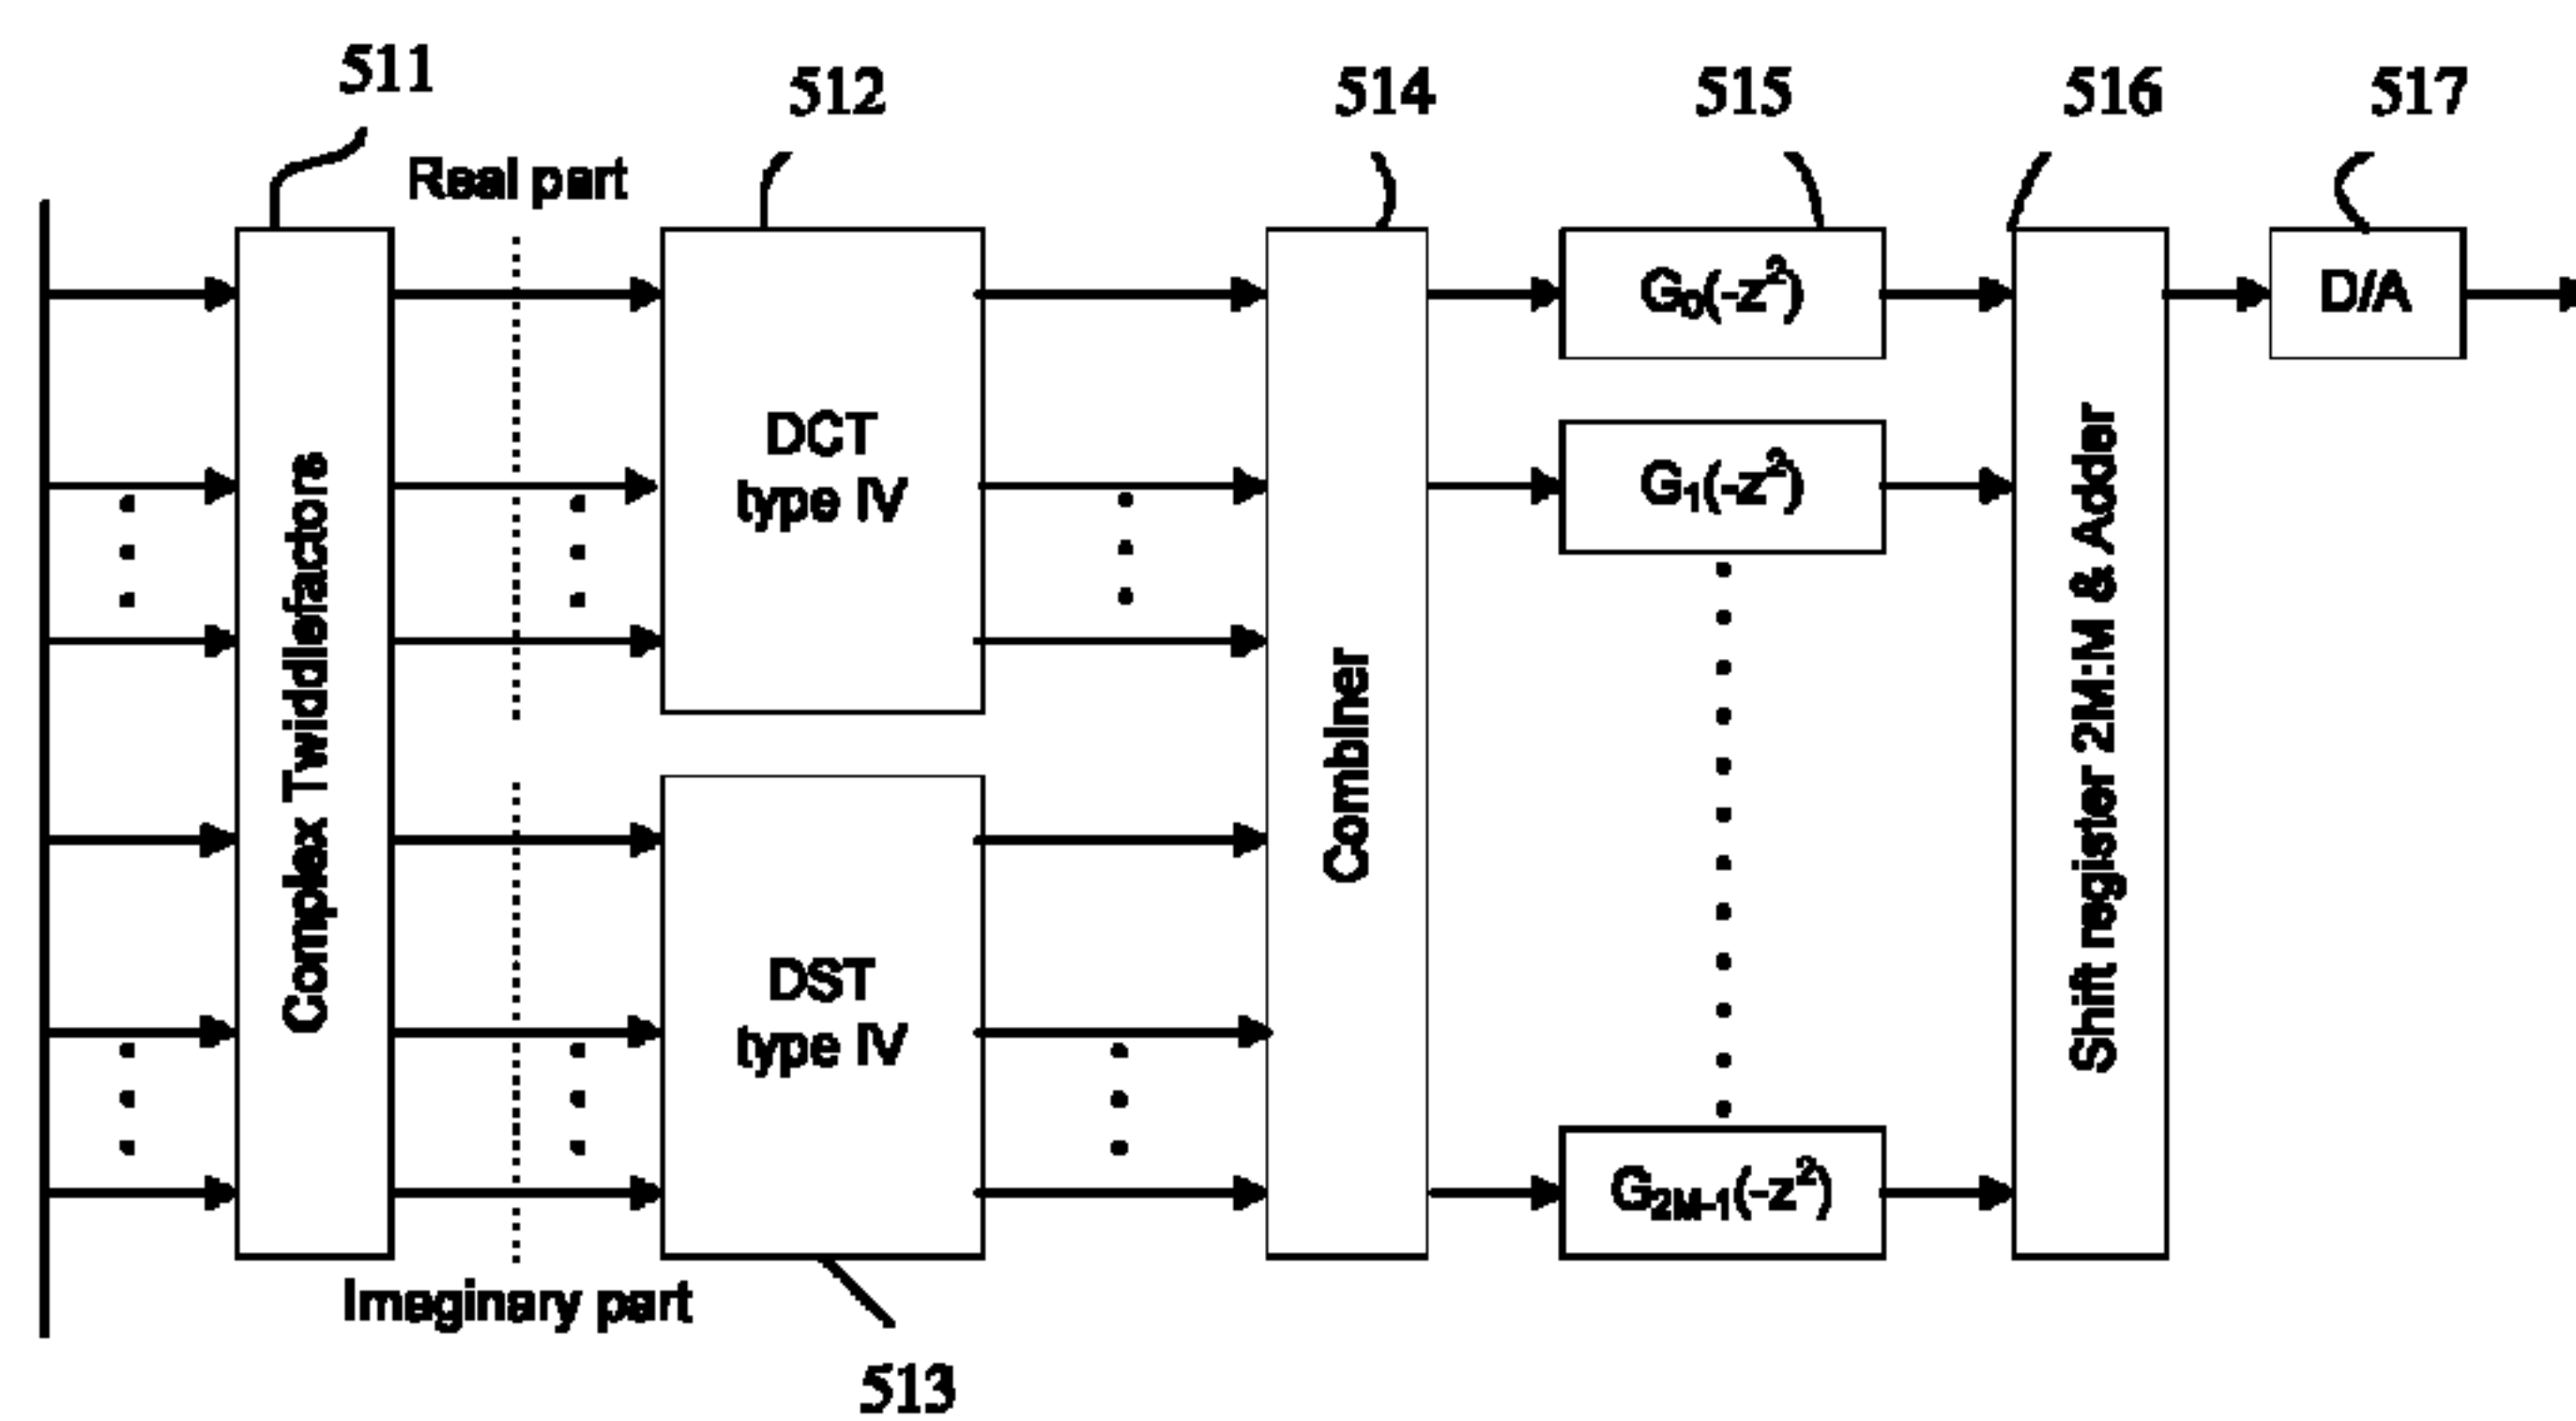 511
512
514
515
516
517
Real part
Complex Twiddlefactors
DCT
type IV
DST
type IV
Combiner
G₀(-z²)
G₁(-z²)
G₂M-₁(-z²)
Shift register 2M:M & Adder
D/A
Imaginary part
513